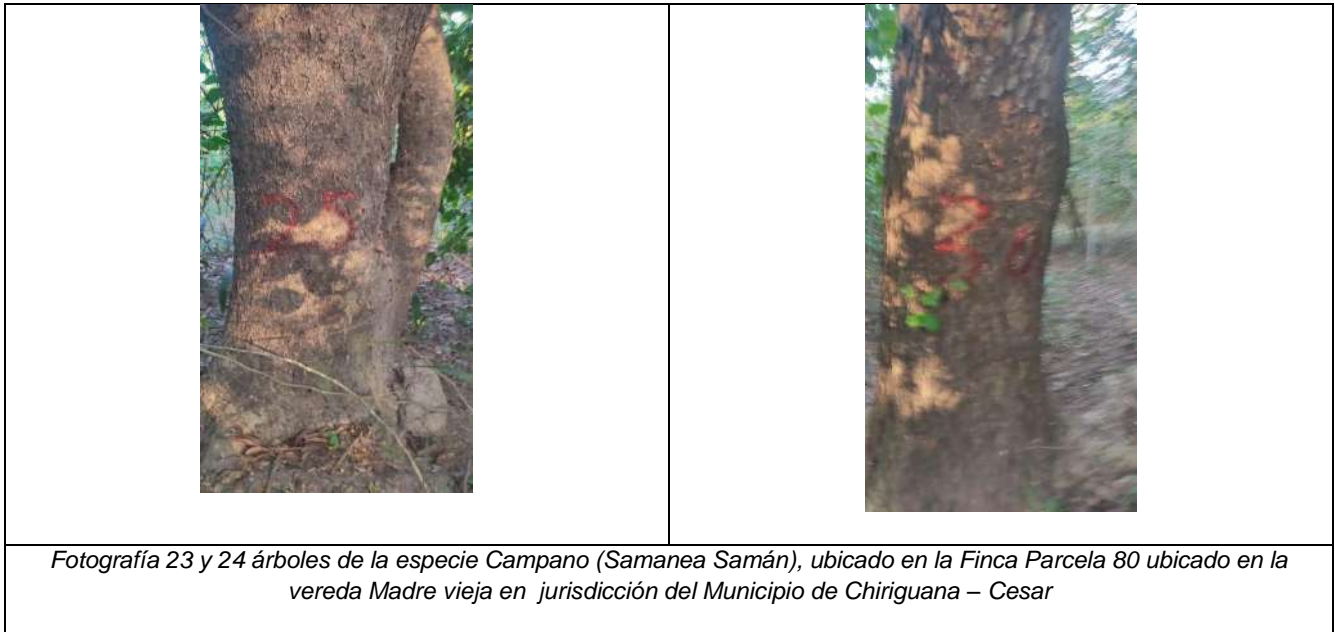 25
36
Fotografía 23 y 24 árboles de la especie Campano (Samanea Samán), ubicado en la Finca Parcela 80 ubicado en la
vereda Madre vieja en jurisdicción del Municipio de Chiriguana – Cesar